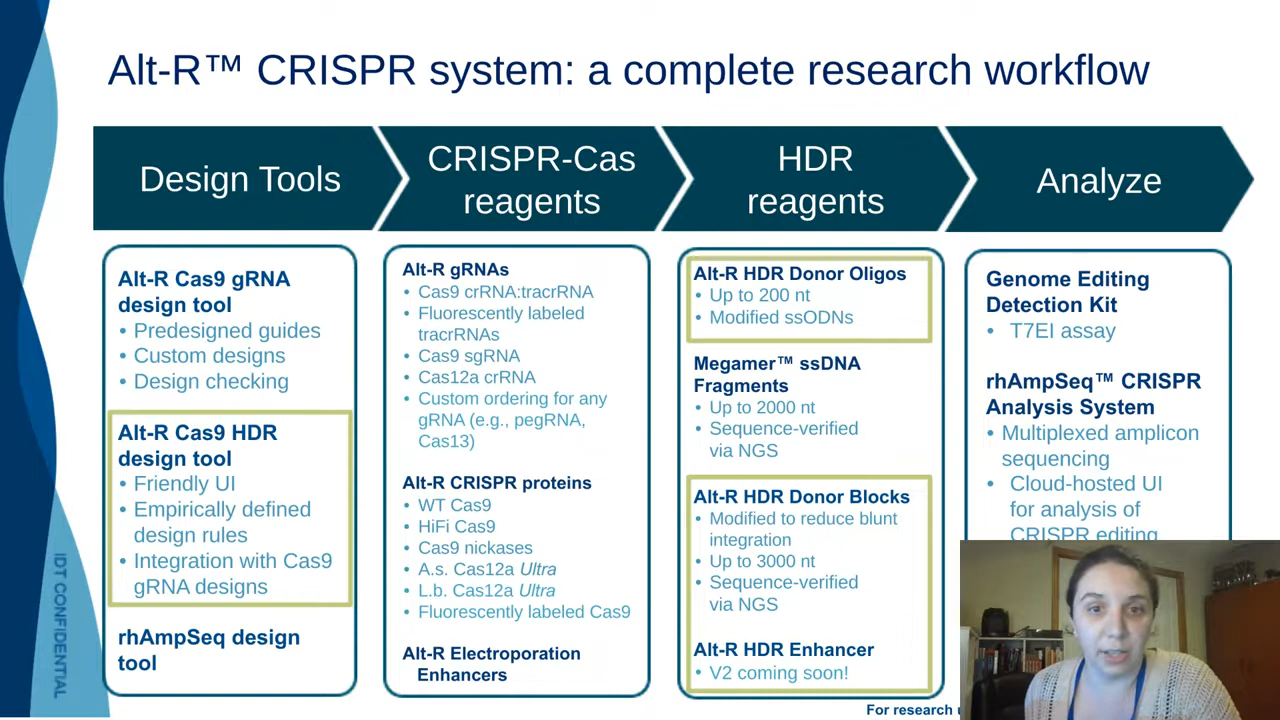 Alt-R™ CRISPR system: a complete research workflow
Design Tools
CRISPR-Cas
reagents
HDR
reagents
Analyze
Alt-R Cas9 gRNA
design tool
• Predesigned guides
• Custom designs
• Design checking
Alt-R Cas9 HDR
design tool
• Friendly UI
• Empirically defined
design rules
• Integration with Cas9
gRNA designs
rhAmpSeq design
tool
Alt-R gRNAs
• Cas9 crRNA:tracrRNA
• Fluorescently labeled
tracrRNAs
• Cas9 sgRNA
• Cas12a crRNA
• Custom ordering for any
gRNA (e.g., pegRNA,
Cas13)
Alt-R CRISPR proteins
• WT Cas9
• HiFi Cas9
• Cas9 nickases
• A.s. Cas12a Ultra
• L.b. Cas12a Ultra
• Fluorescently labeled Cas9
Alt-R Electroporation
Enhancers
Alt-R HDR Donor Oligos
• Up to 200 nt
• Modified ssODNs
Megamer™ ssDNA
Fragments
• Up to 2000 nt
• Sequence-verified
via NGS
Alt-R HDR Donor Blocks
• Modified to reduce blunt
integration
• Up to 3000 nt
• Sequence-verified
via NGS
Alt-R HDR Enhancer
• V2 coming soon!
Genome Editing
Detection Kit
• T7EI assay
rhAmpSeq™ CRISPR
Analysis System
• Multiplexed amplicon
sequencing
• Cloud-hosted UI
for analysis of
CRISPR editing
IDT CONFIDENTIAL
For research